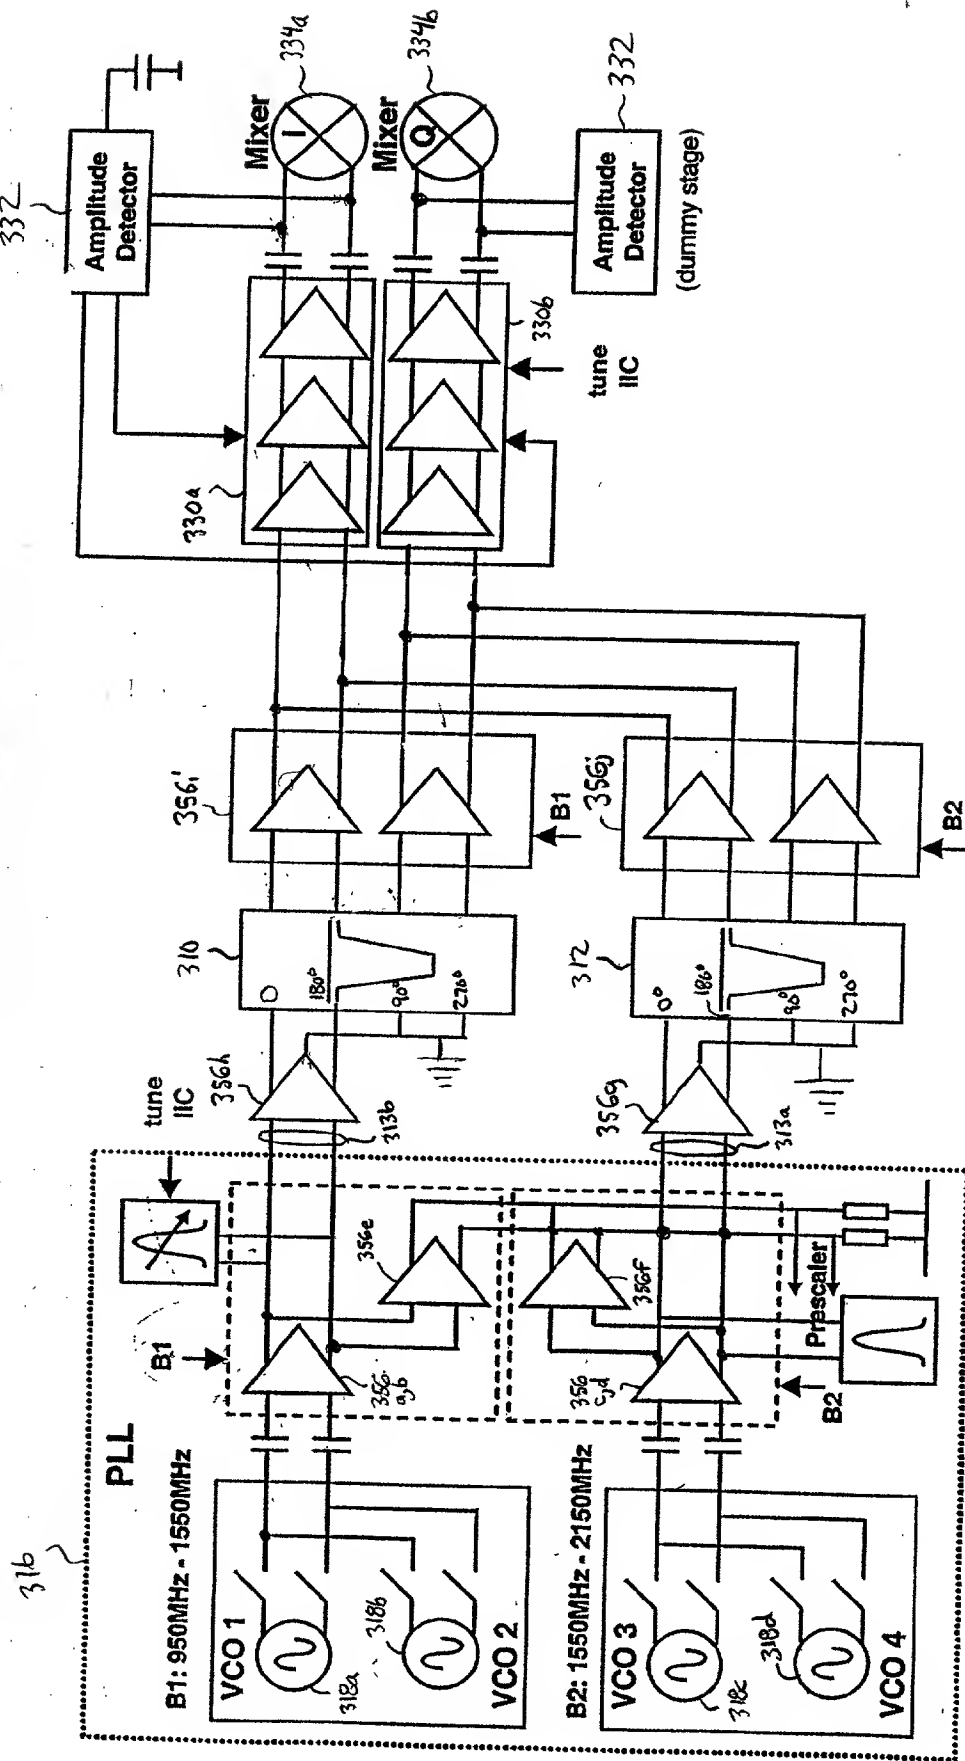 316
PLL
B1: 950MHz - 1550MHz
VCO 1
318a
318b
VCO 2
B2: 1550MHz - 2150MHz
VCO 3
318c
318d
VCO 4
B1
356
a,b
356e
356
c,d
356f
B2
Prescaler
tune
IIC
356h
313b
356g
313a
310
0
180°
90°
270°
312
0°
180°
90°
270°
356i
B1
356j
B2
330a
330b
tune
IIC
332
Amplitude
Detector
Mixer
I
334a
Mixer
Q
334b
Amplitude
Detector
332
(dummy stage)